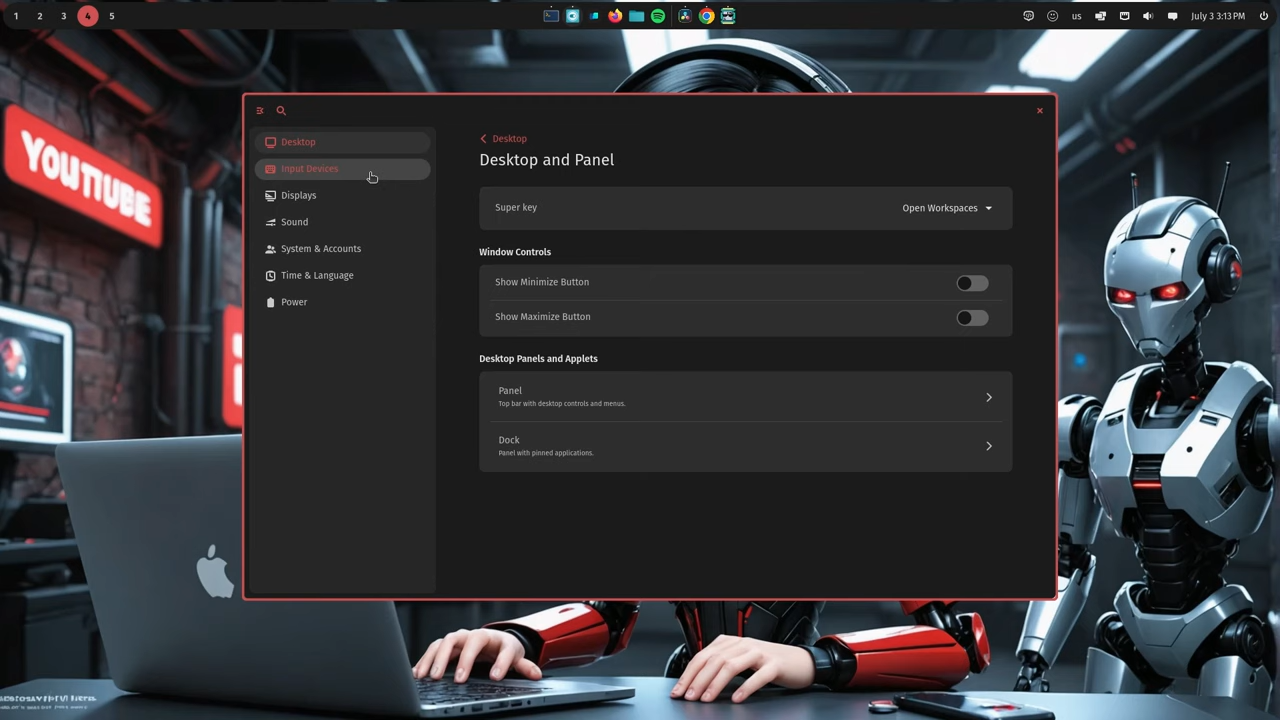 1 2 3 4 5
us
July 3 3:13 PM
YOUTIUBE
Desktop
Input Devices
Displays
Sound
System & Accounts
Time & Language
Power
Desktop
Desktop and Panel
Super key
Open Workspaces
Window Controls
Show Minimize Button
Show Maximize Button
Desktop Panels and Applets
Panel
Top bar with desktop controls and menus.
Dock
Panel with pinned applications.